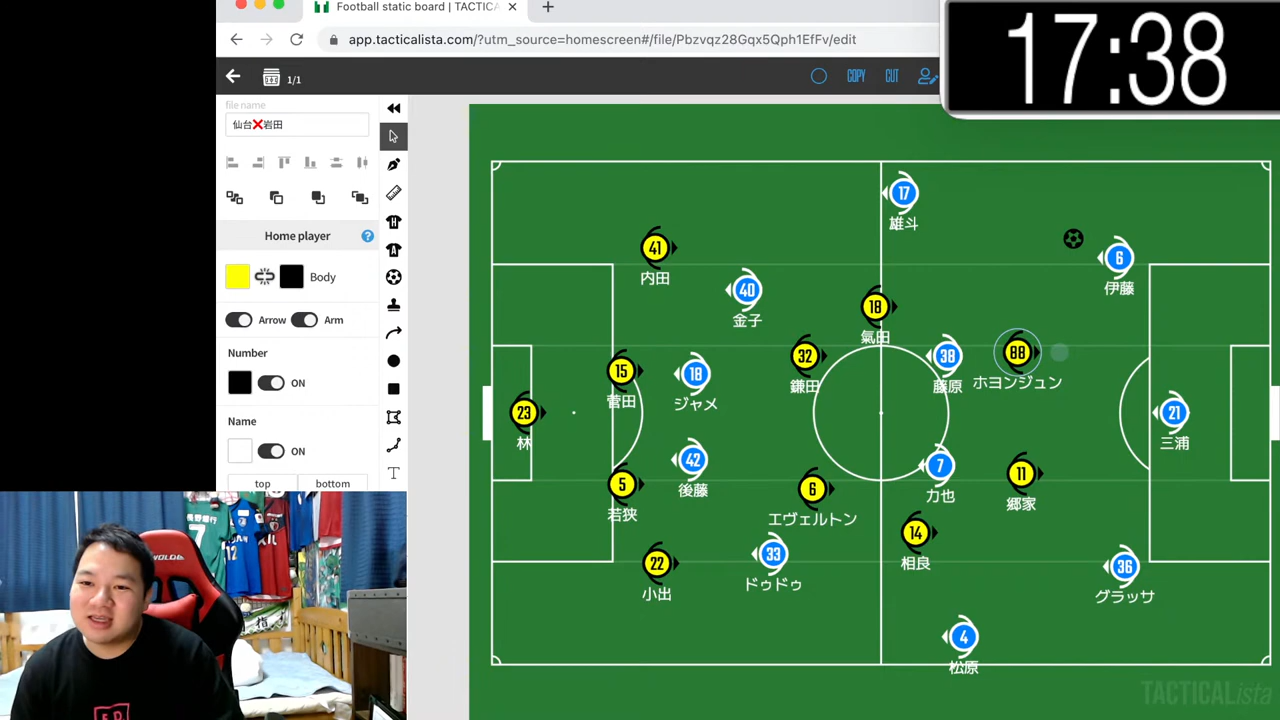 Football static board | TACTICA
17:38
app.tacticalista.com/?utm_source=homescreen#/file/Pbzvqz28Gqx5Qph1EfFv/edit
1/1
COPY
CUT
file name
仙台❌岩田
Home player
?
Body
Arrow
Arm
Number
ON
Name
ON
top
bottom
H
A
T
17
雄斗
41
内田
6
伊藤
40
金子
18
氣田
32
鎌田
38
藤原
88
ホヨンジュン
15
菅田
18
ジャメ
23
林
21
三浦
42
後藤
7
力也
11
郷家
5
若狭
6
エヴェルトン
14
相良
22
小出
33
ドゥドゥ
36
グラッサ
4
松原
TACTICALista